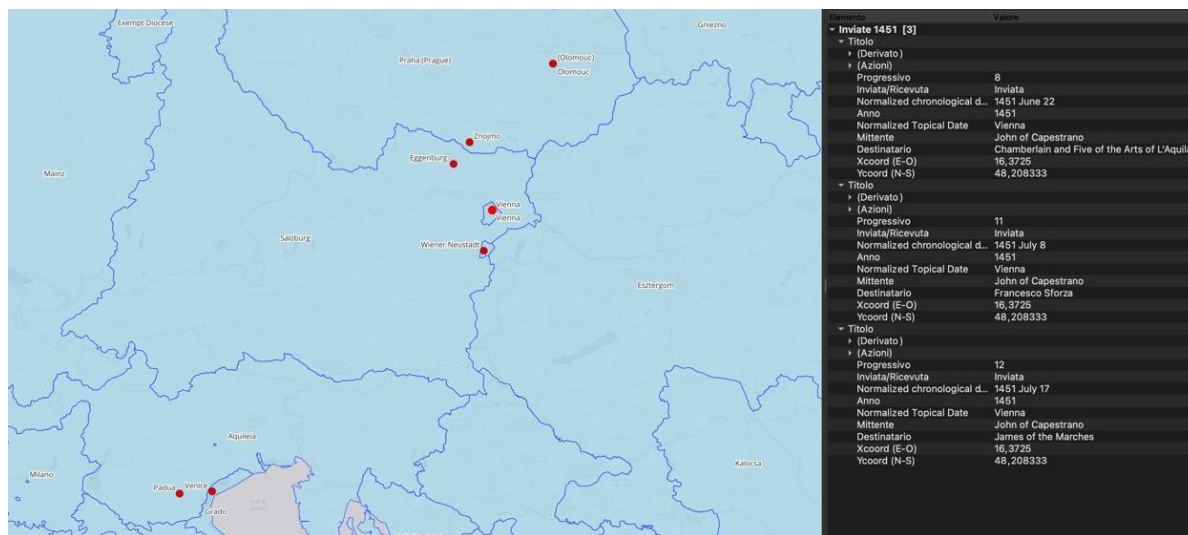 Exempt Diocese
Gniezno
Praha (Prague)
[Olomouc]
Olomouc
Znojmo
Eggenburg
Mainz
Vienna
Vienna
Salzburg
Wiener Neustadt
Esztergom
Aquileia
Milano
Kalocsa
Padua
Venice
Grado
Elemento Valore
Inviate 1451 [3]
Titolo
(Derivato)
(Azioni)
Progressivo 8
Inviata/Ricevuta Inviata
Normalized chronological d... 1451 June 22
Anno 1451
Normalized Topical Date Vienna
Mittente John of Capestrano
Destinatario Chamberlain and Five of the Arts of L'Aquila
Xcoord (E-O) 16,3725
Ycoord (N-S) 48,208333
Titolo
(Derivato)
(Azioni)
Progressivo 11
Inviata/Ricevuta Inviata
Normalized chronological d... 1451 July 8
Anno 1451
Normalized Topical Date Vienna
Mittente John of Capestrano
Destinatario Francesco Sforza
Xcoord (E-O) 16,3725
Ycoord (N-S) 48,208333
Titolo
(Derivato)
(Azioni)
Progressivo 12
Inviata/Ricevuta Inviata
Normalized chronological d... 1451 July 17
Anno 1451
Normalized Topical Date Vienna
Mittente John of Capestrano
Destinatario James of the Marches
Xcoord (E-O) 16,3725
Ycoord (N-S) 48,208333